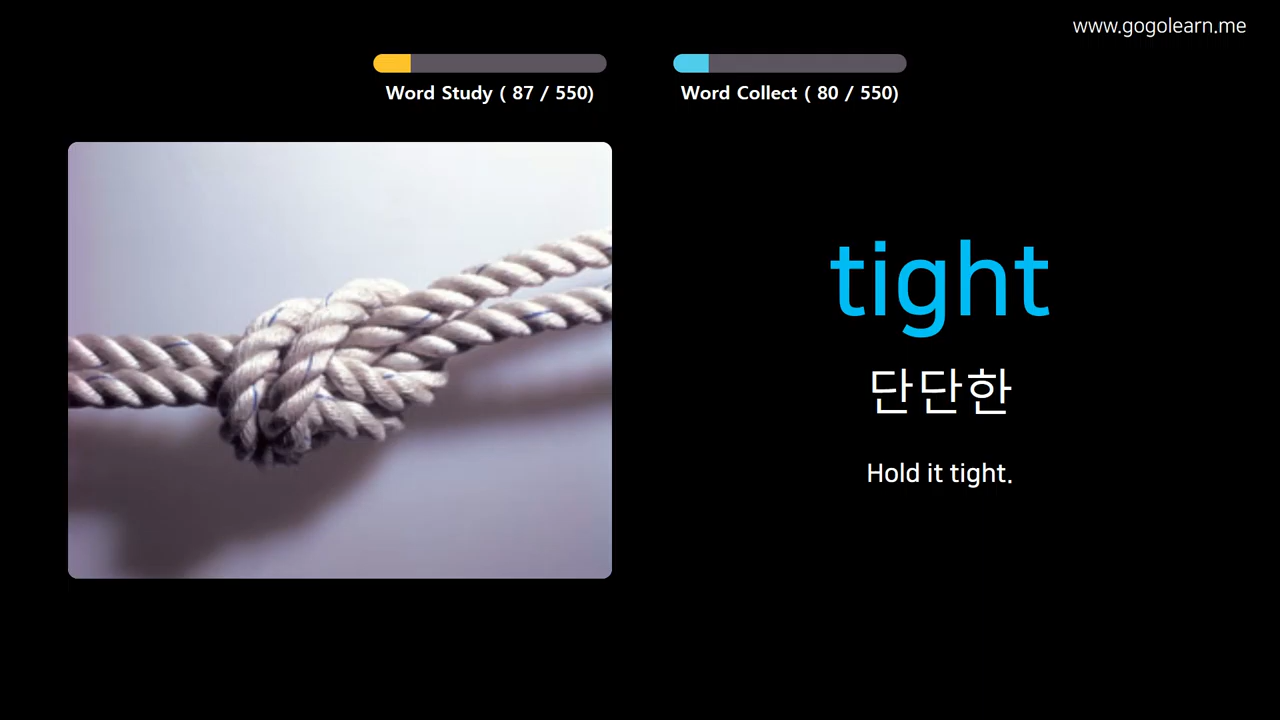 www.gogolearn.me
Word Study ( 87 / 550)
Word Collect ( 80 / 550)
tight
단단한
Hold it tight.